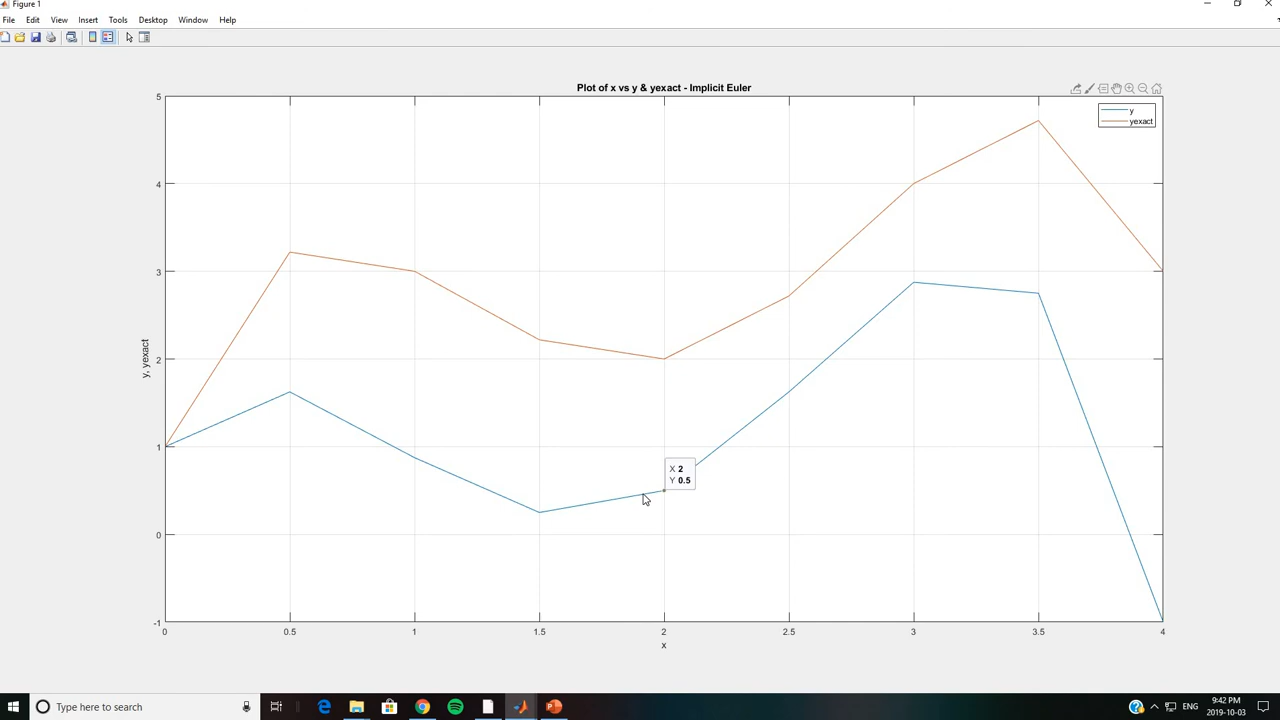 Figure 1
File Edit View Insert Tools Desktop Window Help
Plot of x vs y & yexact - Implicit Euler
y
yexact
5
4
3
2
1
0
-1
y, yexact
X 2
Y 0.5
0 0.5 1 1.5 2 2.5 3 3.5 4
x
Type here to search
ENG
9:42 PM
2019-10-03